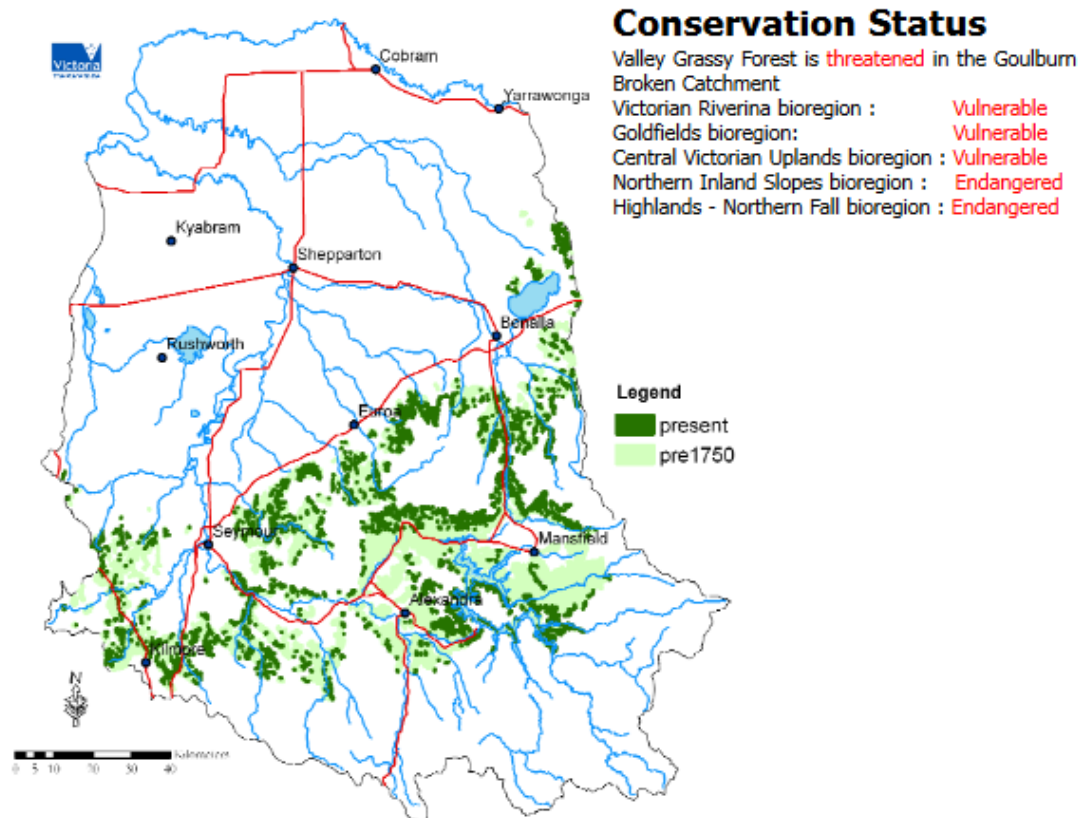 Conservation Status
Valley Grassy Forest is threatened in the Goulburn
Broken Catchment
Victorian Riverina bioregion : Vulnerable
Goldfields bioregion: Vulnerable
Central Victorian Uplands bioregion : Vulnerable
Northern Inland Slopes bioregion : Endangered
Highlands - Northern Fall bioregion : Endangered
Victoria
Cobram
Yarrawonga
Kyabram
Shepparton
Benalla
Rushworth
Euroa
Legend
present
pre1750
Seymour
Mansfield
Alexandra
Kilmore
N
Kilometres
0 5 10 20 30 40